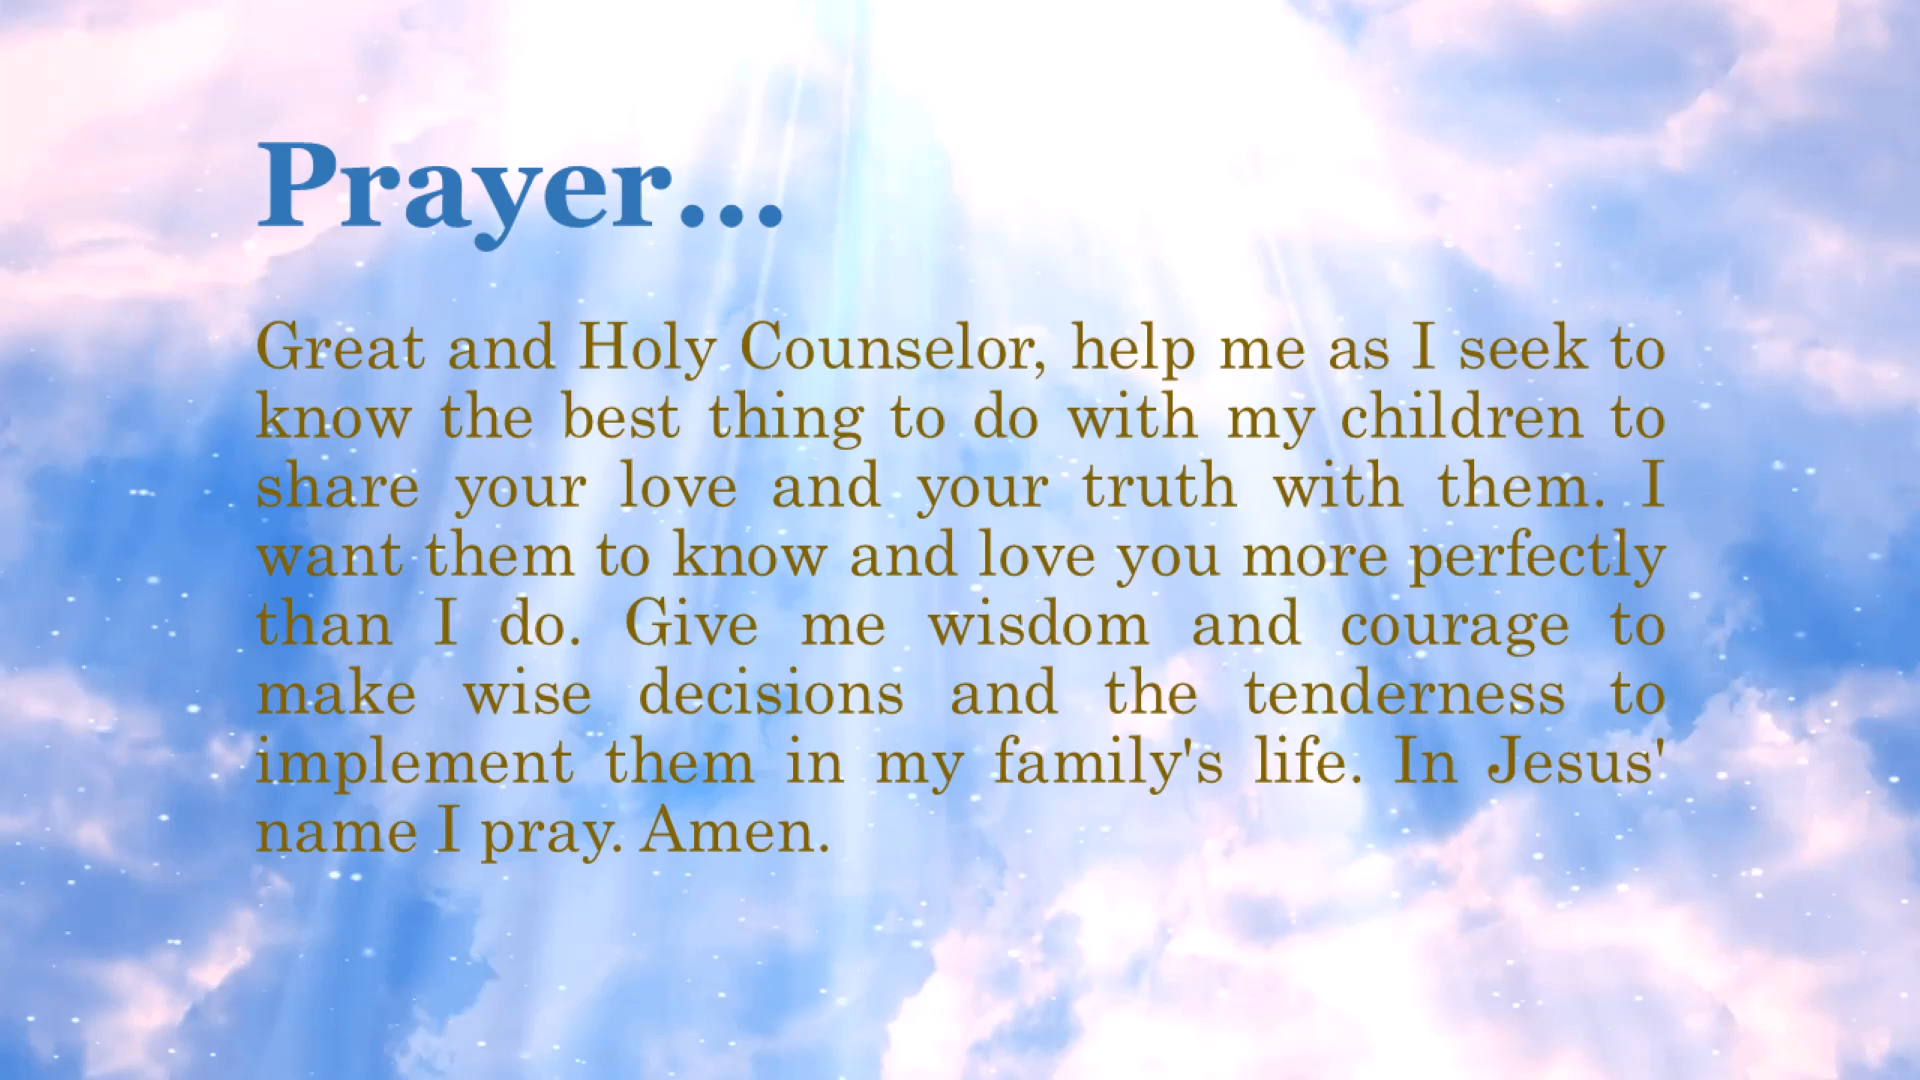 Prayer...
Great and Holy Counselor, help me as I seek to
know the best thing to do with my children to
share your love and your truth with them. I
want them to know and love you more perfectly
than I do. Give me wisdom and courage to
make wise decisions and the tenderness to
implement them in my family's life. In Jesus'
name I pray. Amen.